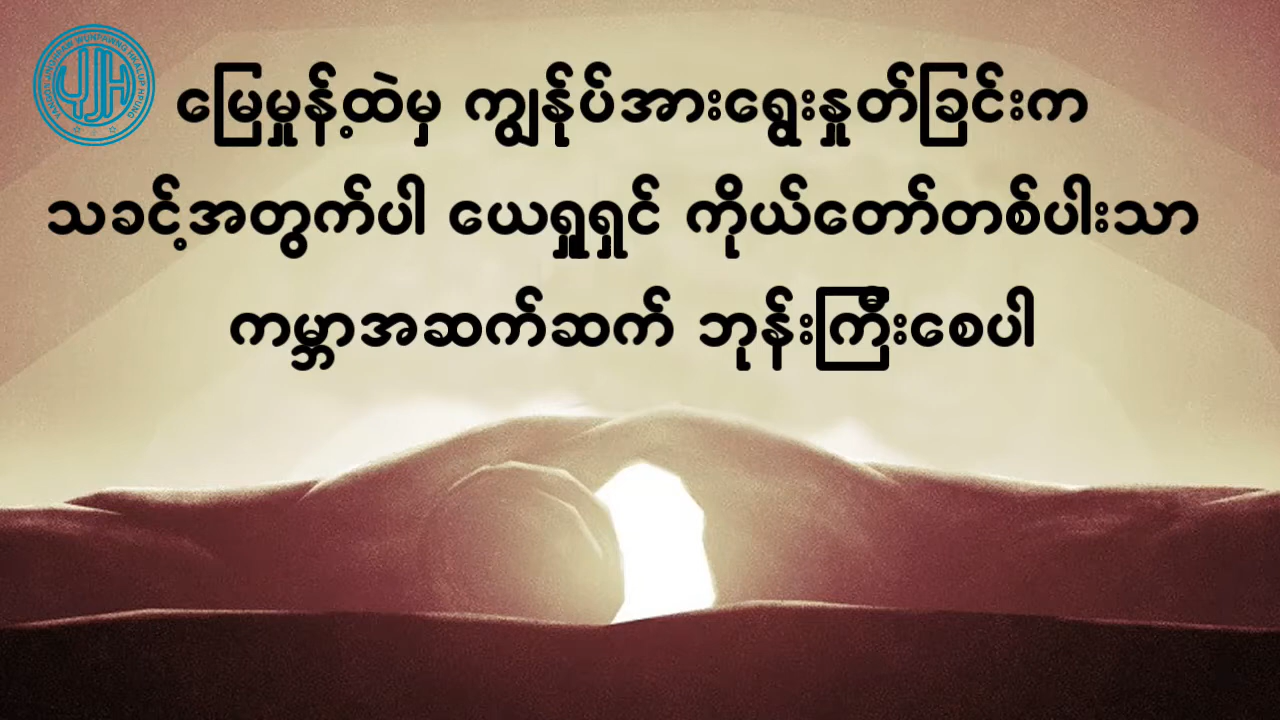 မြေမှုန့်ထဲမှ ကျွန်ုပ်အားရွေးနှုတ်ခြင်းက
သခင့်အတွက်ပါ ယေရှုရှင် ကိုယ်တော်တစ်ပါးသာ
ကမ္ဘာအဆက်ဆက် ဘုန်းကြီးစေပါ
YJH